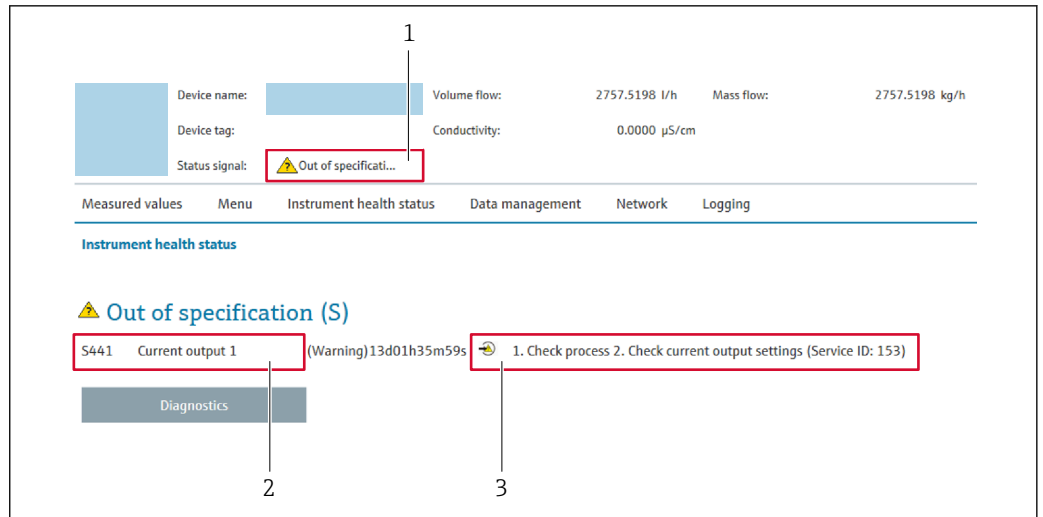 1
Device name: Volume flow: 2757.5198 l/h Mass flow: 2757.5198 kg/h
Device tag: Conductivity: 0.0000 µS/cm
Status signal: Out of specificati...
Measured values Menu Instrument health status Data management Network Logging
Instrument health status
Out of specification (S)
S441 Current output 1 (Warning)13d01h35m59s 1. Check process 2. Check current output settings (Service ID: 153)
Diagnostics
2 3